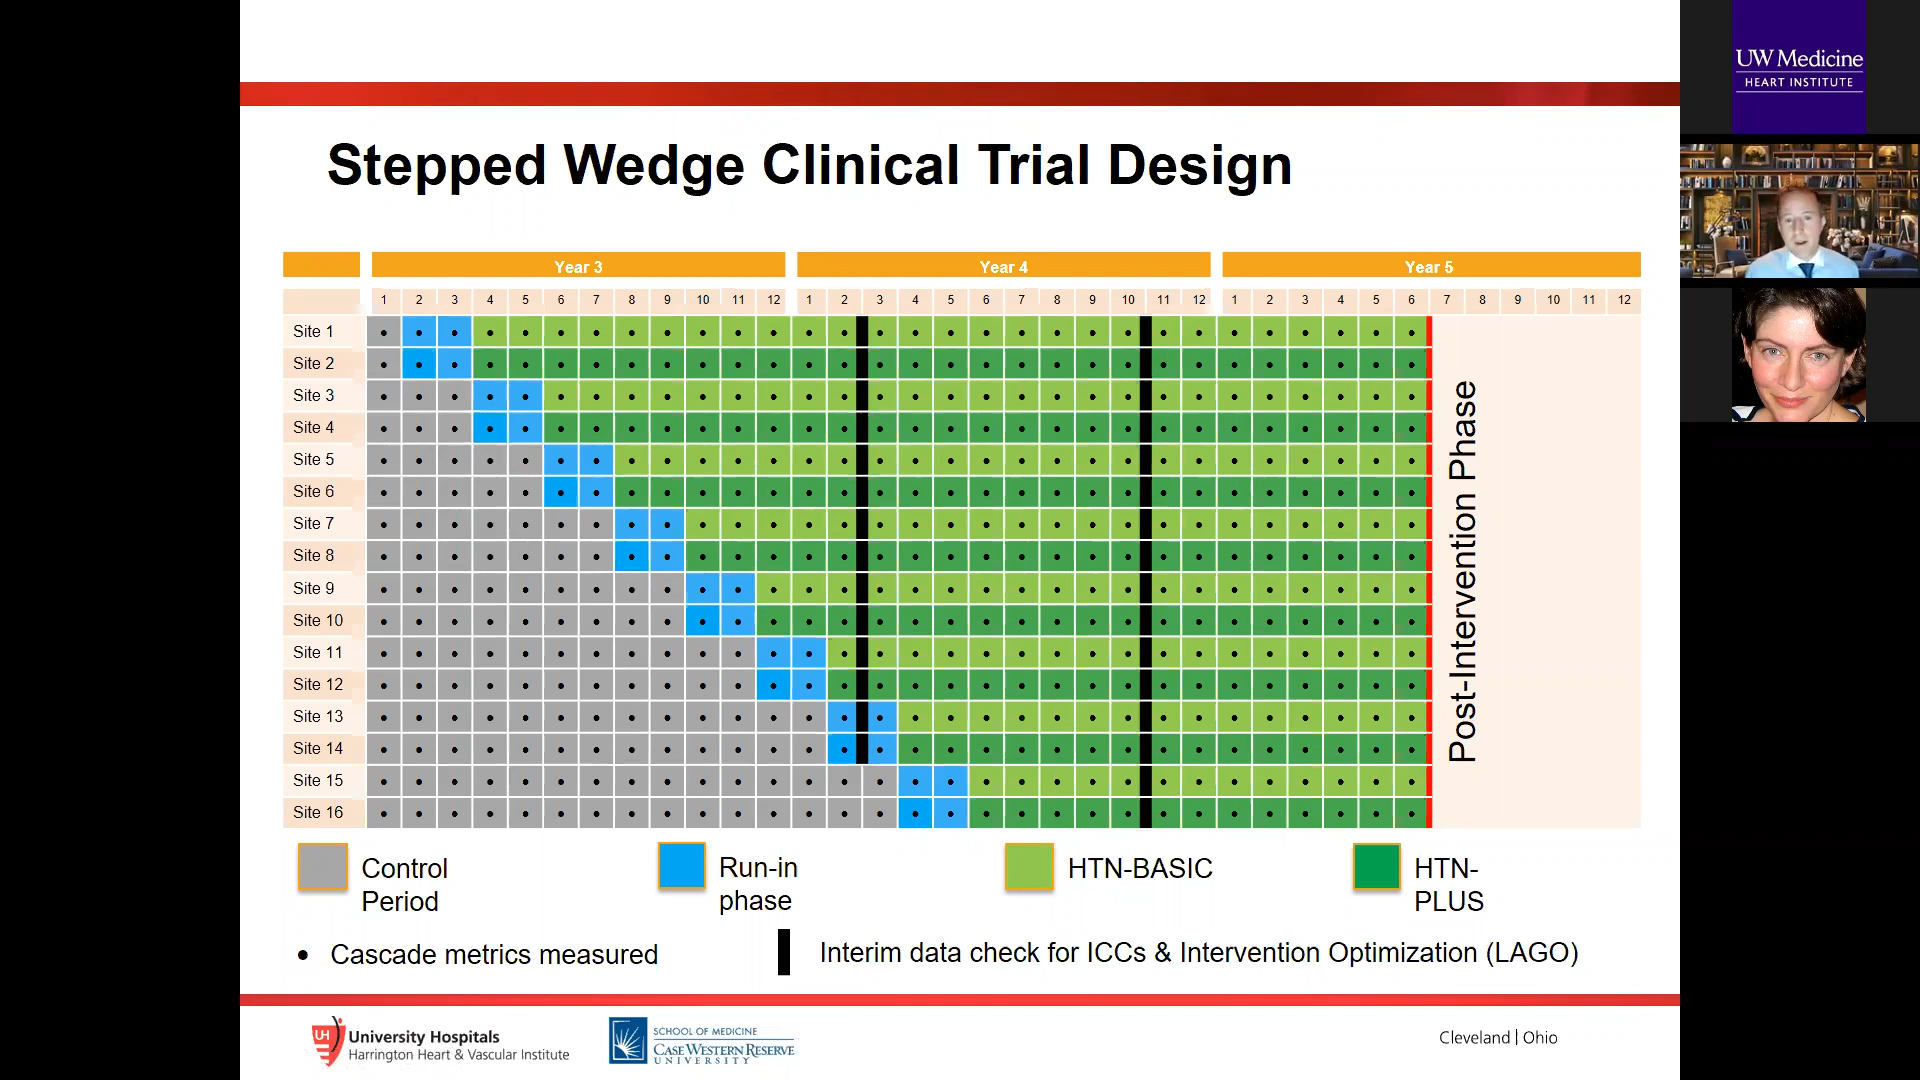 Stepped Wedge Clinical Trial Design
Year 3 Year 4 Year 5
1 2 3 4 5 6 7 8 9 10 11 12 1 2 3 4 5 6 7 8 9 10 11 12 1 2 3 4 5 6 7 8 9 10 11 12
Site 1
Site 2
Site 3
Site 4
Site 5
Site 6
Site 7
Site 8
Site 9
Site 10
Site 11
Site 12
Site 13
Site 14
Site 15
Site 16
Post-Intervention Phase
Control
Period
Run-in
phase
HTN-BASIC
HTN-
PLUS
• Cascade metrics measured
Interim data check for ICCs & Intervention Optimization (LAGO)
UH
University Hospitals
Harrington Heart & Vascular Institute
SCHOOL OF MEDICINE
CASE WESTERN RESERVE
UNIVERSITY
Cleveland | Ohio
UW Medicine
HEART INSTITUTE